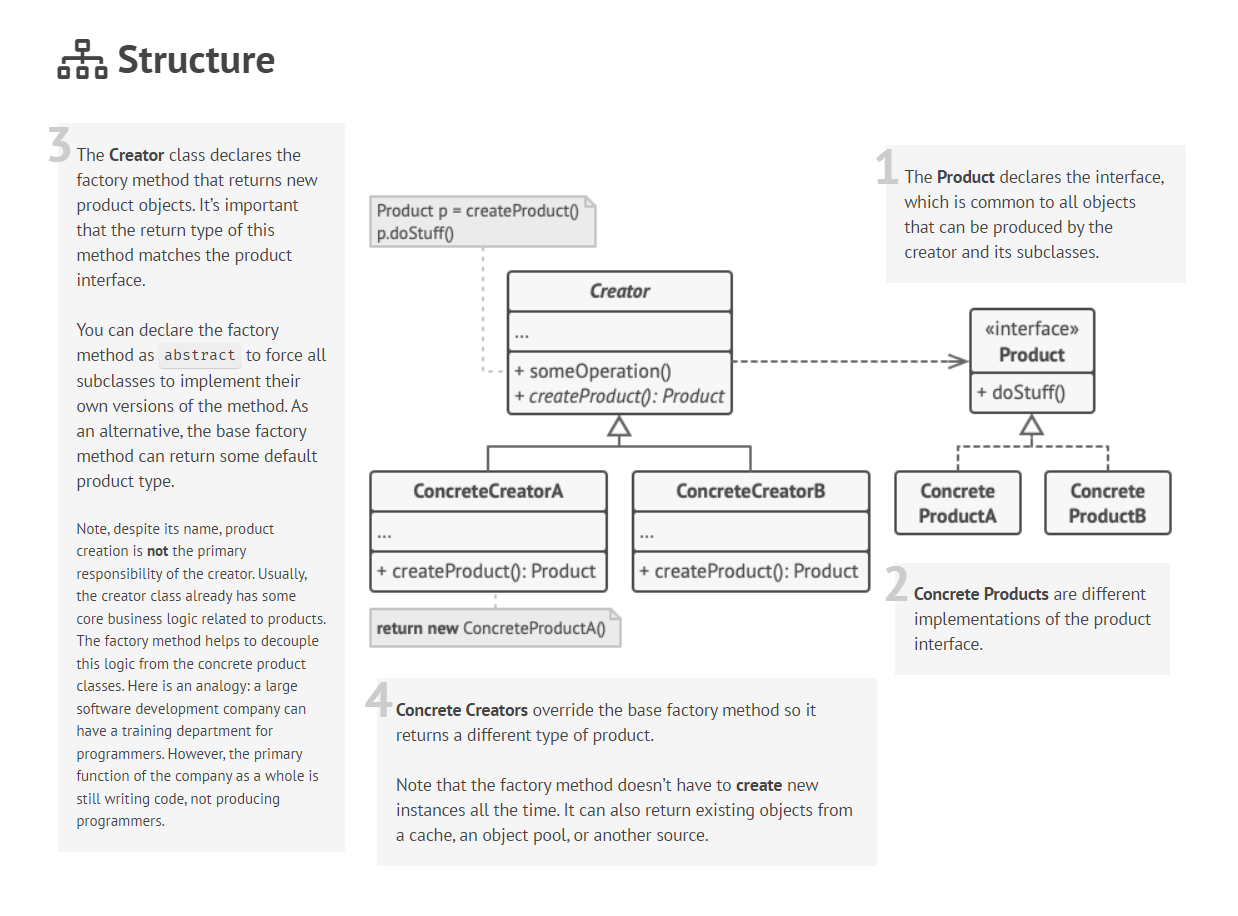 Structure
3
The Creator class declares the
factory method that returns new
product objects. It’s important
that the return type of this
method matches the product
interface.
You can declare the factory
method as abstract to force all
subclasses to implement their
own versions of the method. As
an alternative, the base factory
method can return some default
product type.
Note, despite its name, product
creation is not the primary
responsibility of the creator. Usually,
the creator class already has some
core business logic related to products.
The factory method helps to decouple
this logic from the concrete product
classes. Here is an analogy: a large
software development company can
have a training department for
programmers. However, the primary
function of the company as a whole is
still writing code, not producing
programmers.
Product p = createProduct()
p.doStuff()
Creator
...
+ someOperation()
+ createProduct(): Product
ConcreteCreatorA
...
+ createProduct(): Product
ConcreteCreatorB
...
+ createProduct(): Product
return new ConcreteProductA()
1
The Product declares the interface,
which is common to all objects
that can be produced by the
creator and its subclasses.
«interface»
Product
+ doStuff()
Concrete
ProductA
Concrete
ProductB
2
Concrete Products are different
implementations of the product
interface.
4
Concrete Creators override the base factory method so it
returns a different type of product.
Note that the factory method doesn’t have to create new
instances all the time. It can also return existing objects from
a cache, an object pool, or another source.